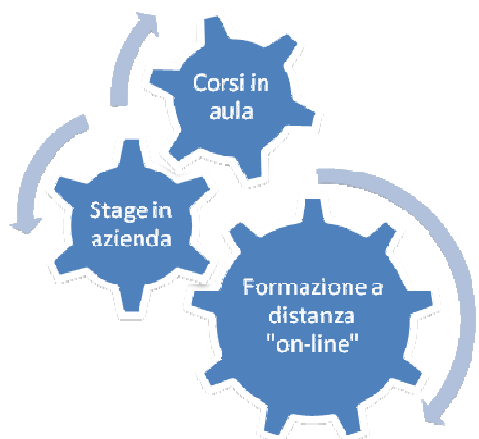 Corsi in
aula
Stage in
azienda
Formazione a
distanza
"on-line"